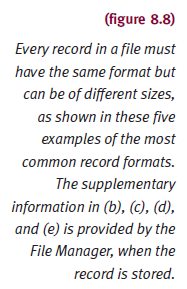 (figure 8.8)
Every record in a file must
have the same format but
can be of different sizes,
as shown in these five
examples of the most
common record formats.
The supplementary
information in (b), (c), (d),
and (e) is provided by the
File Manager, when the
record is stored.